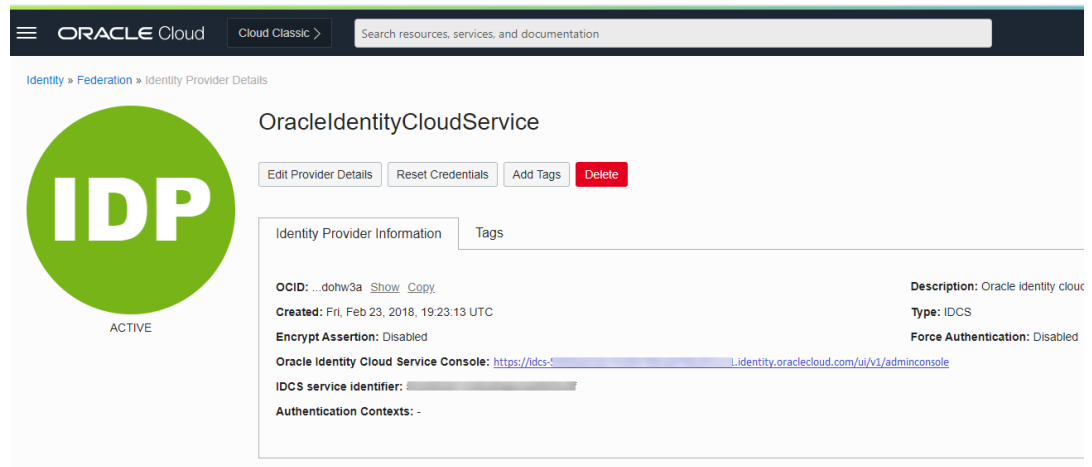 ORACLE Cloud Cloud Classic > Search resources, services, and documentation
Identity » Federation » Identity Provider Details
IDP
ACTIVE
OracleIdentityCloudService
Edit Provider Details Reset Credentials Add Tags Delete
Identity Provider Information Tags
OCID: ...dohw3a Show Copy
Created: Fri, Feb 23, 2018, 19:23:13 UTC
Encrypt Assertion: Disabled
Oracle Identity Cloud Service Console: https://idcs- .identity.oraclecloud.com/ui/v1/adminconsole
IDCS service identifier:
Authentication Contexts: -
Description: Oracle identity cloud
Type: IDCS
Force Authentication: Disabled